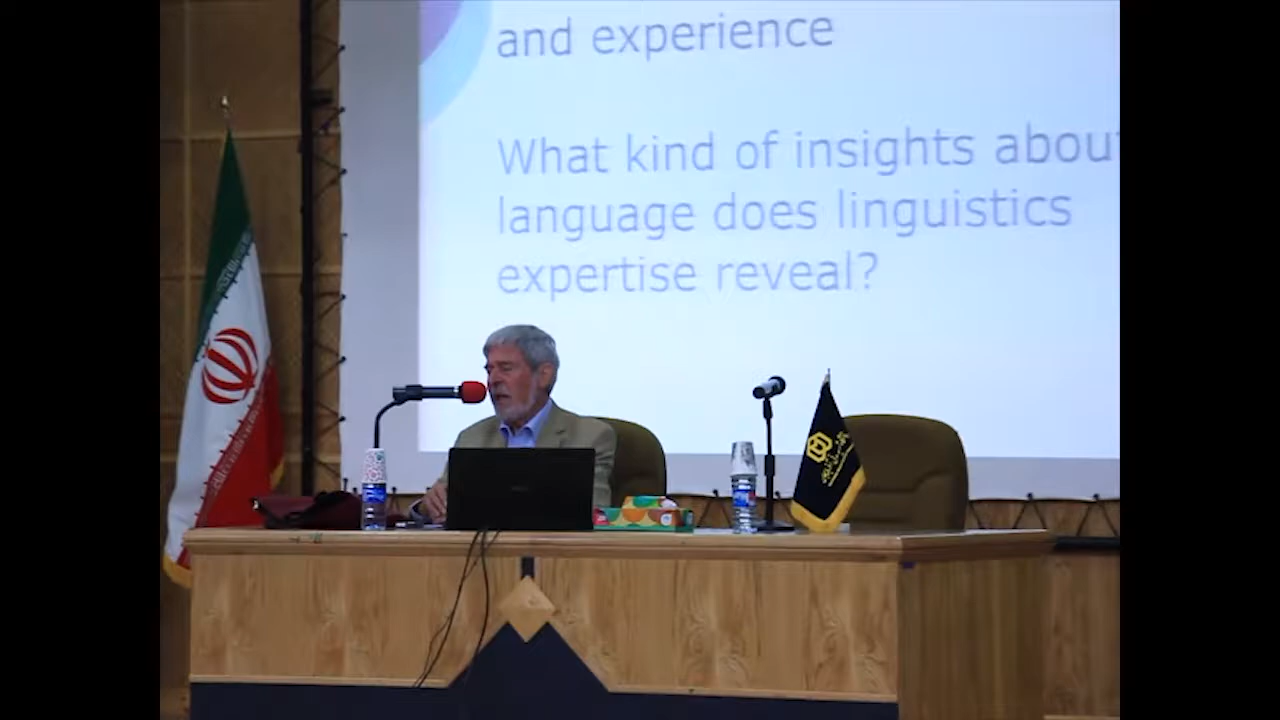 and experience
What kind of insights abou
language does linguistics
expertise reveal?